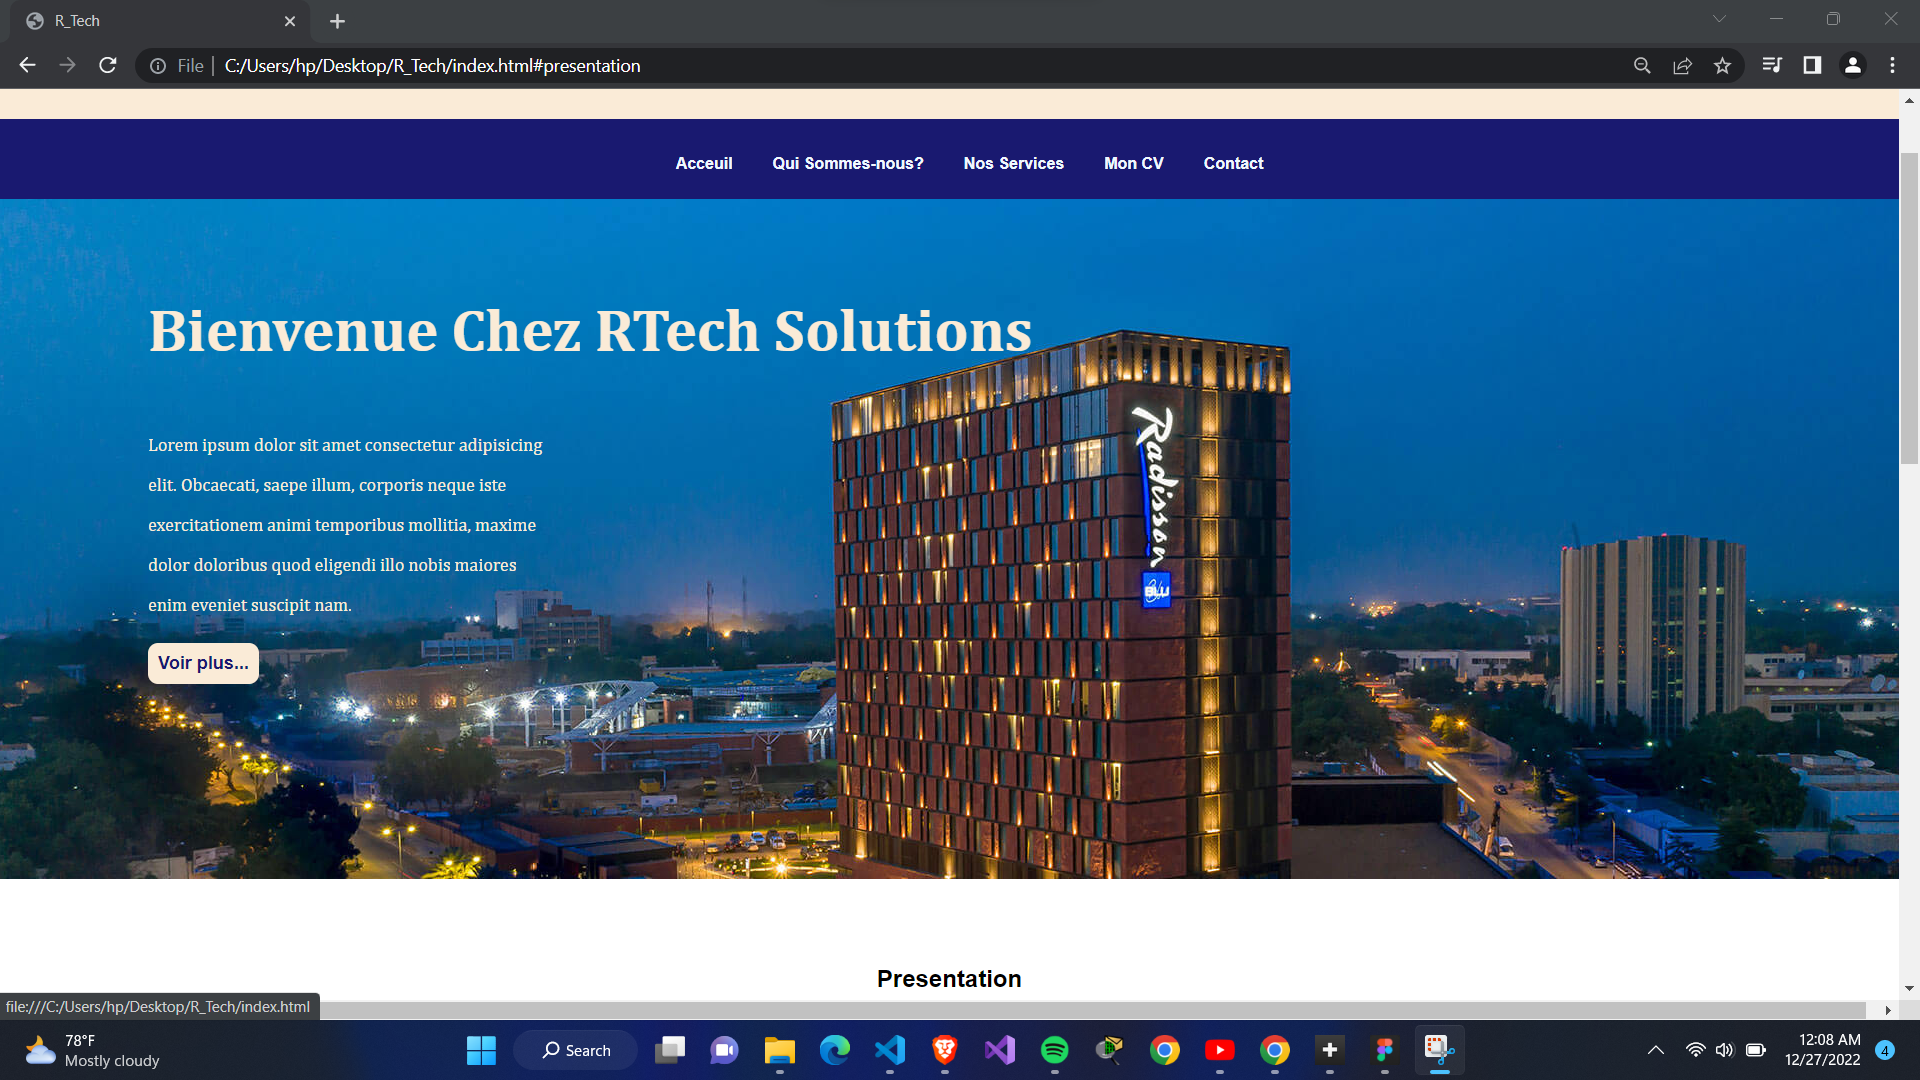 R_Tech
File
C:/Users/hp/Desktop/R_Tech/index.html#presentation
Acceuil Qui Sommes-nous? Nos Services Mon CV Contact
Bienvenue Chez RTech Solutions
Lorem ipsum dolor sit amet consectetur adipisicing
elit. Obcaecati, saepe illum, corporis neque iste
exercitationem animi temporibus mollitia, maxime
dolor doloribus quod eligendi illo nobis maiores
enim eveniet suscipit nam.
Voir plus...
Radisson
BLU
Presentation
file:///C:/Users/hp/Desktop/R_Tech/index.html
78°F
Mostly cloudy
Search
12:08 AM
12/27/2022
4